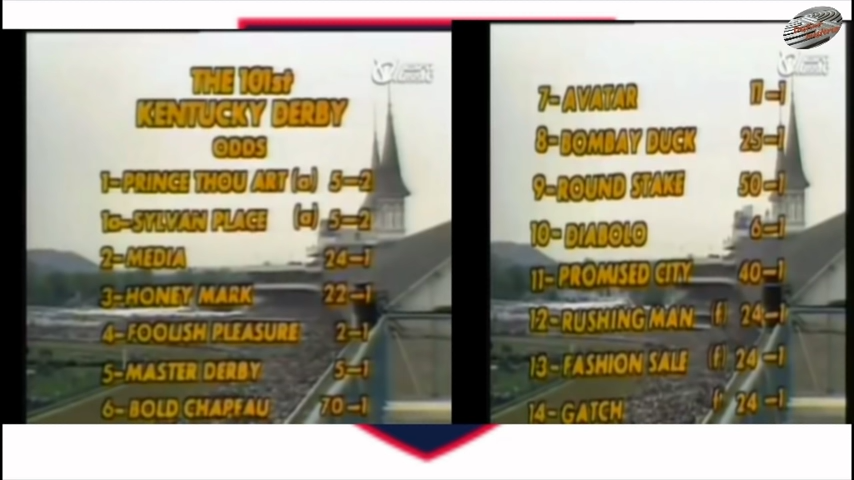 THE 101st
KENTUCKY DERBY
ODDS
1-PRINCE THOU ART (a) 5-2
1a-SYLVAN PLACE (a) 5-2
2-MEDIA 24-1
3-HONEY MARK 22-1
4-FOOLISH PLEASURE 2-1
5-MASTER DERBY 5-1
6-BOLD CHAPEAU 70-1
7-AVATAR 17-1
8-BOMBAY DUCK 25-1
9-ROUND STAKE 50-1
10-DIABOLO 6-1
11-PROMISED CITY 40-1
12-RUSHING MAN (f) 24-1
13-FASHION SALE (f) 24-1
14-GATCH 24-1